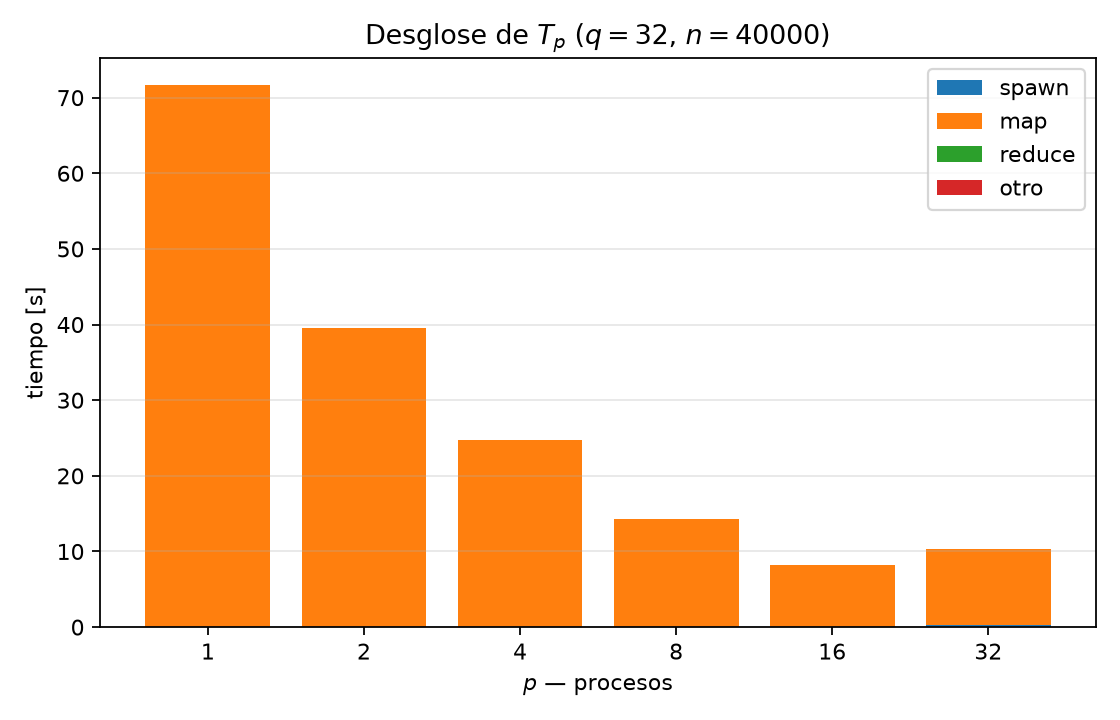 Desglose de Tₚ (q = 32, n = 40000)
spawn
map
reduce
otro
tiempo [s]
70
60
50
40
30
20
10
0
1 2 4 8 16 32
p — procesos